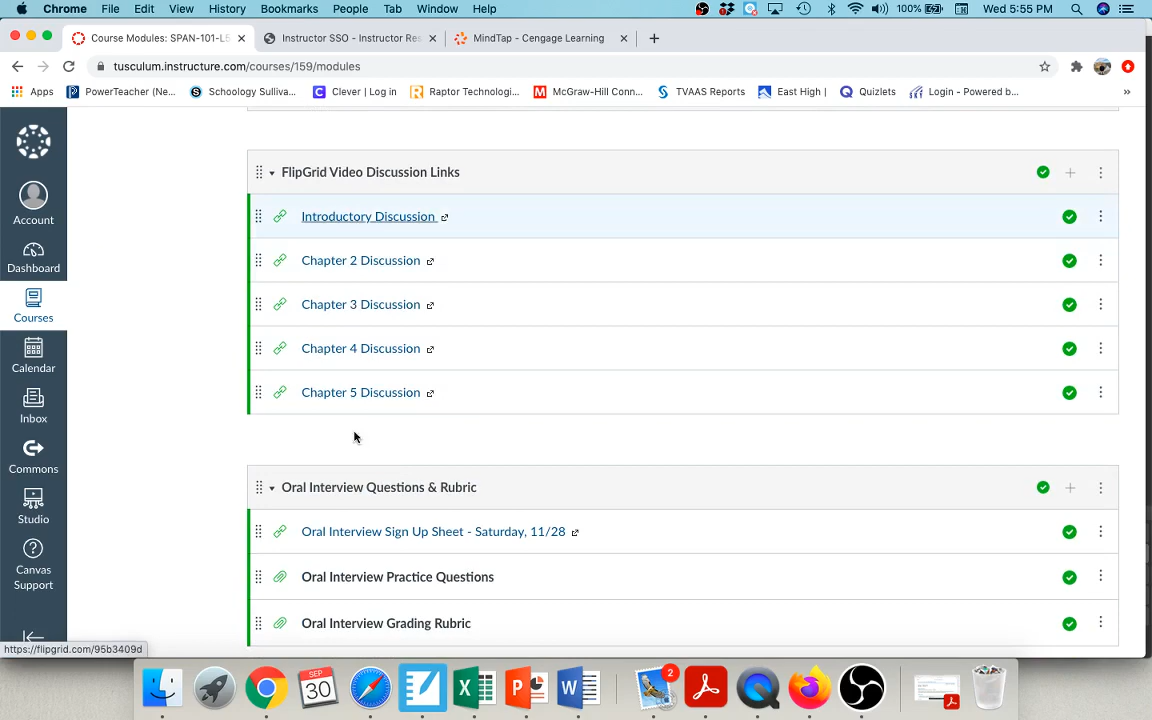 Chrome File Edit View History Bookmarks People Tab Window Help 100% Wed 5:55 PM
Course Modules: SPAN-101-L Instructor SSO - Instructor Res MindTap - Cengage Learning
tusculum.instructure.com/courses/159/modules
Apps PowerTeacher (Ne... Schoology Sulliva... Clever | Log in Raptor Technologi... McGraw-Hill Conn... TVAAS Reports East High | Quizlets Login - Powered b... »
FlipGrid Video Discussion Links
Introductory Discussion
Account
Chapter 2 Discussion
Dashboard
Chapter 3 Discussion
Courses
Chapter 4 Discussion
Calendar
Chapter 5 Discussion
Inbox
Commons
Oral Interview Questions & Rubric
Studio
Oral Interview Sign Up Sheet - Saturday, 11/28
Canvas
Support
Oral Interview Practice Questions
Oral Interview Grading Rubric
https://flipgrid.com/95b3409d
SEP
30
2